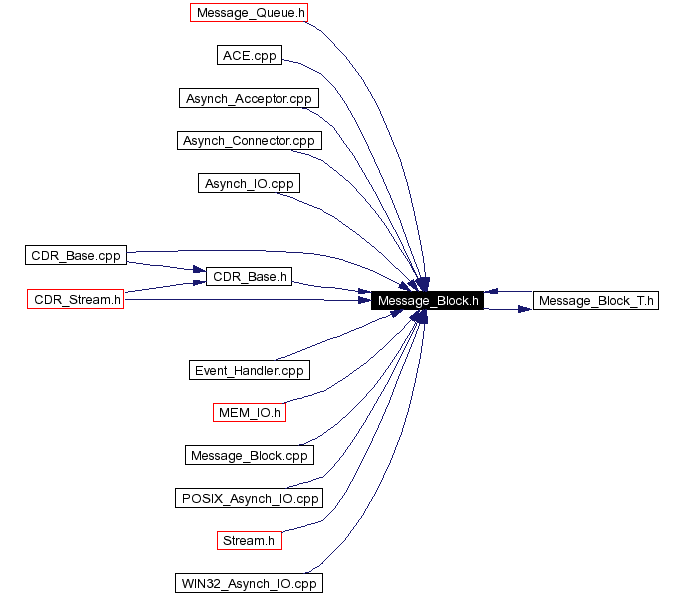 Message_Queue.h
ACE.cpp
Asynch_Acceptor.cpp
Asynch_Connector.cpp
Asynch_IO.cpp
CDR_Base.cpp
CDR_Base.h
CDR_Stream.h
Message_Block.h
Message_Block_T.h
Event_Handler.cpp
MEM_IO.h
Message_Block.cpp
POSIX_Asynch_IO.cpp
Stream.h
WIN32_Asynch_IO.cpp